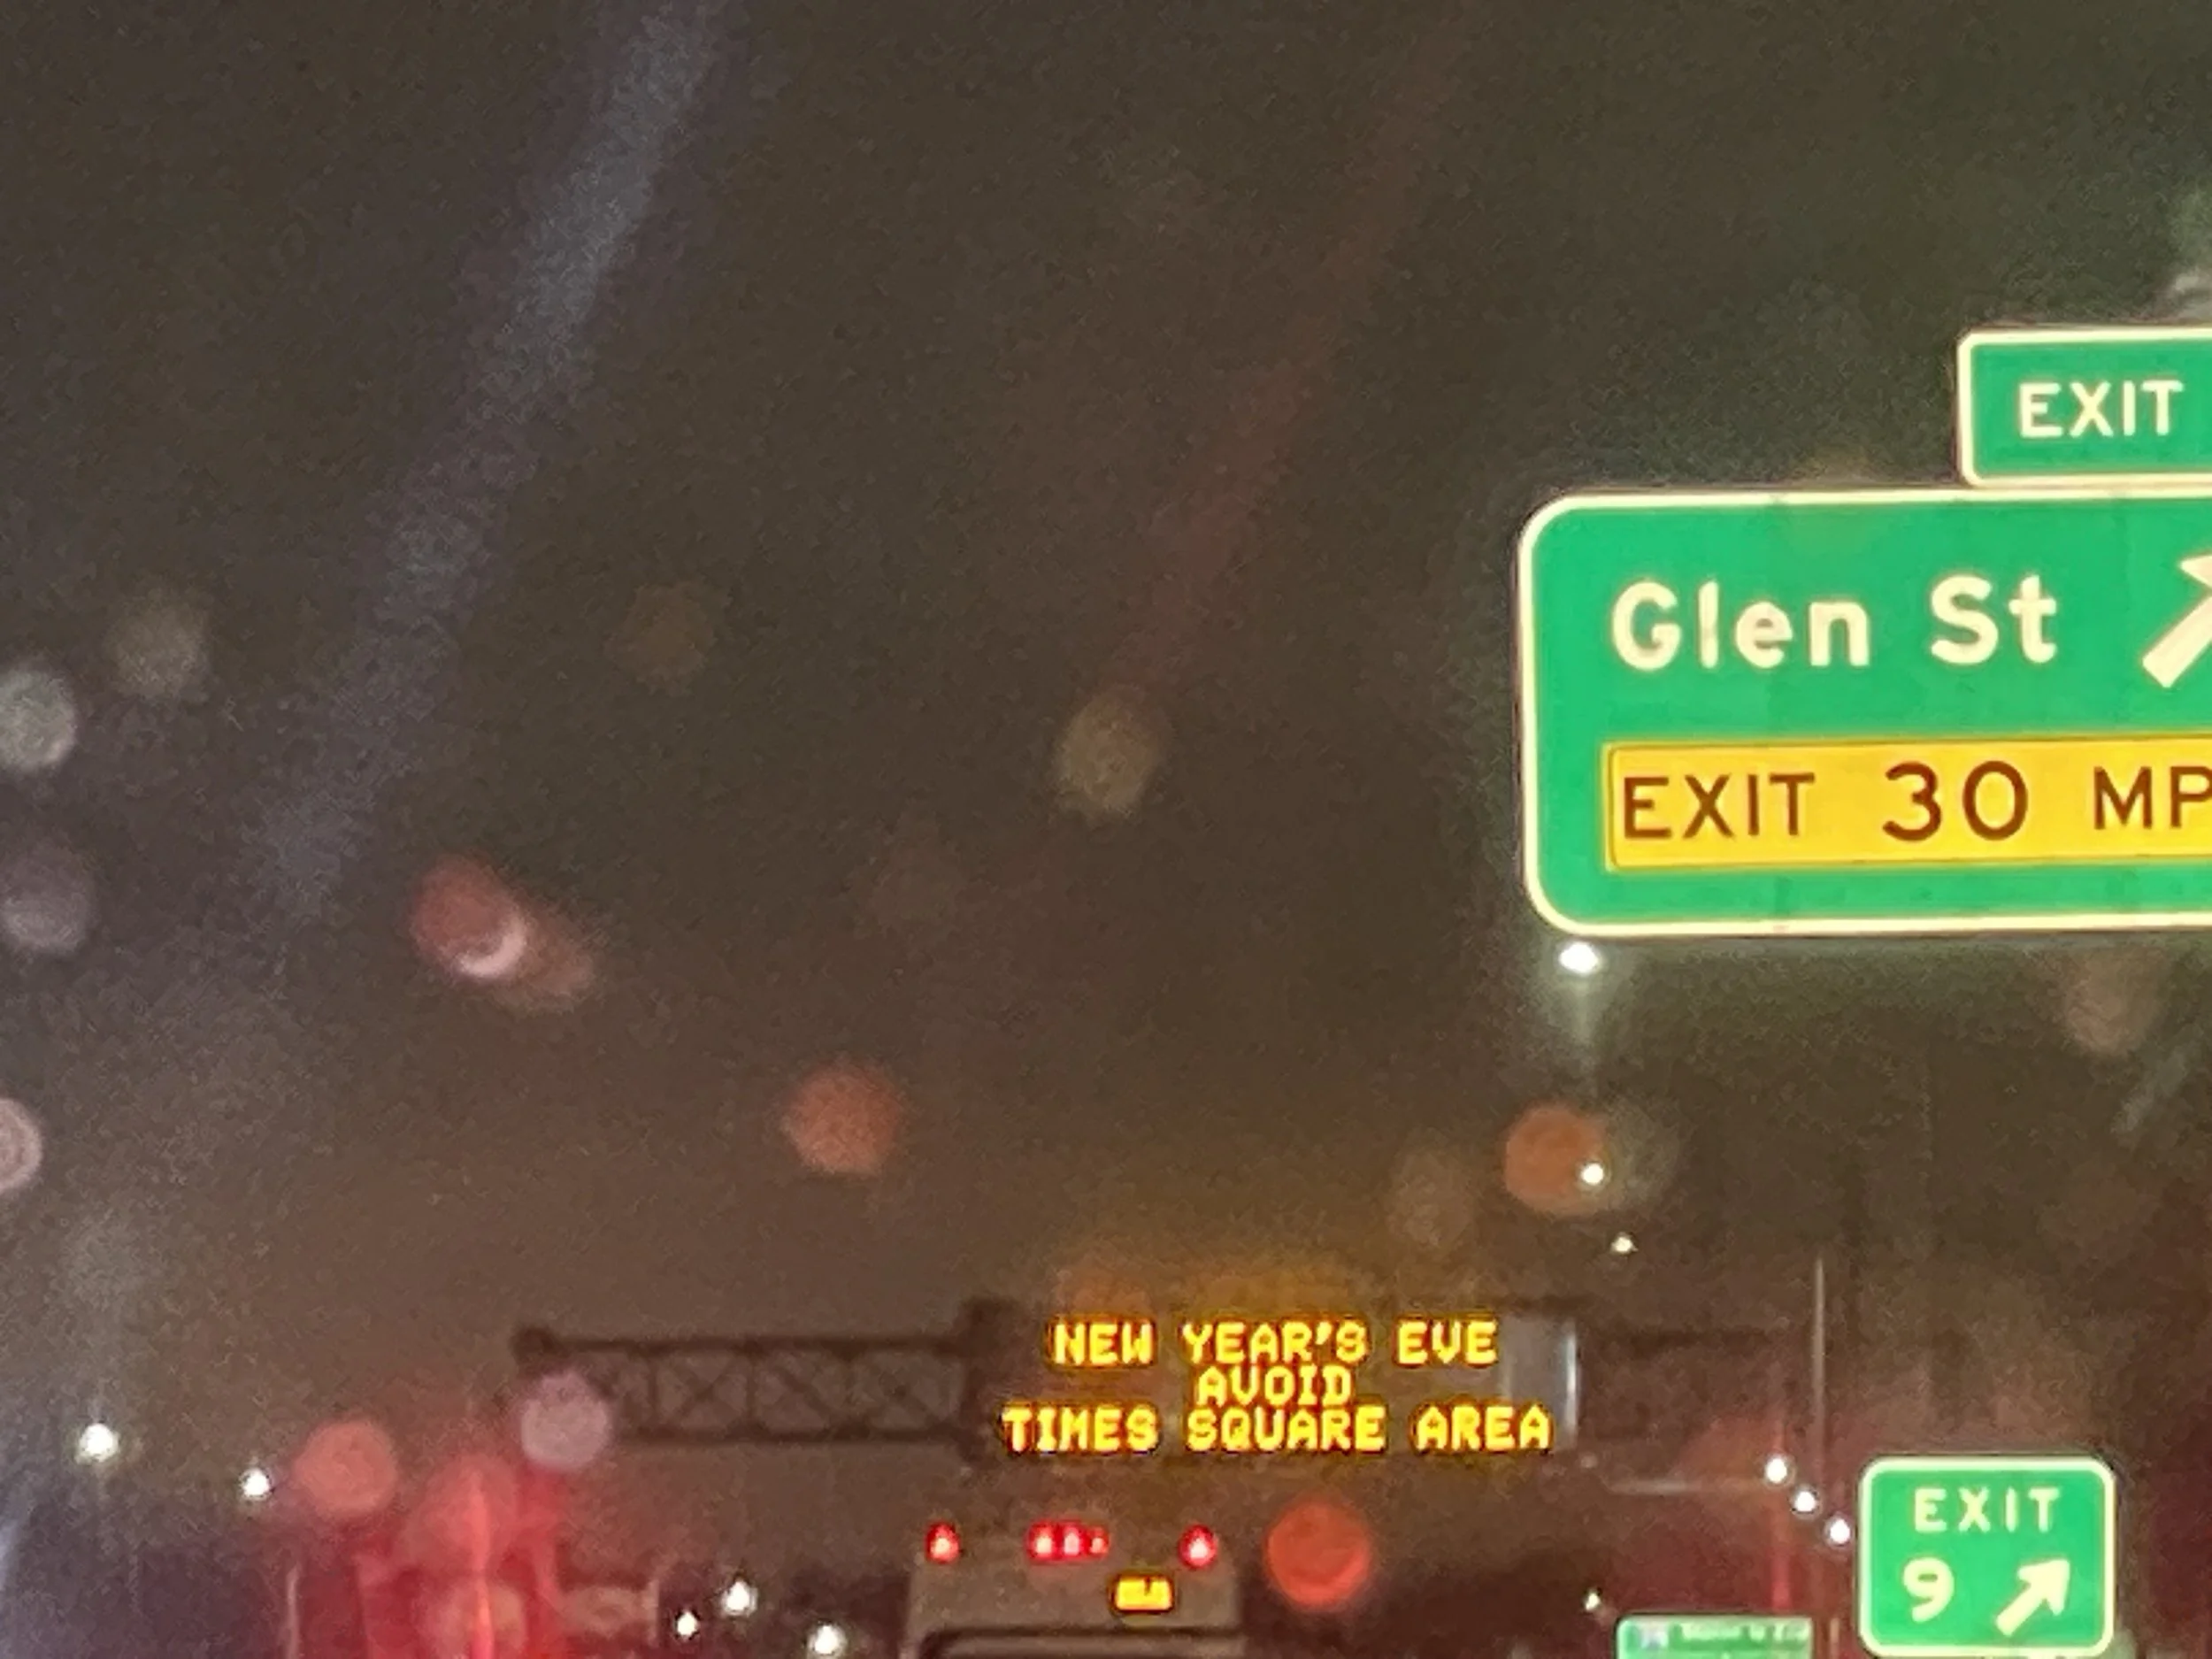 EXIT
Glen St
EXIT 30 MP
NEW YEAR'S EVE
AVOID
TIMES SQUARE AREA
EXIT
9